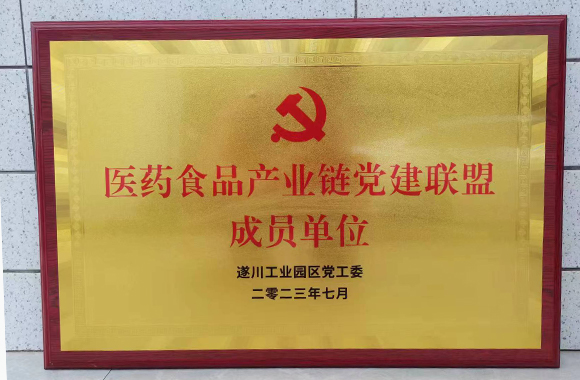 医药食品产业链党建联盟
成员单位
遂川工业园区党工委
二零二三年七月